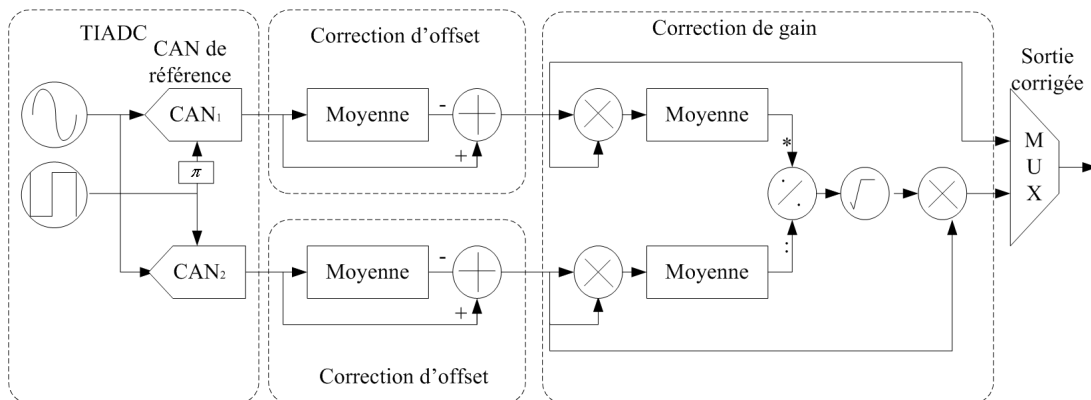 TIADC
CAN de
référence
CAN1
π
CAN2
Correction d’offset
Moyenne
-
+
Moyenne
-
+
Correction d’offset
Correction de gain
Moyenne
*
Moyenne
:
Sortie
corrigée
M
U
X